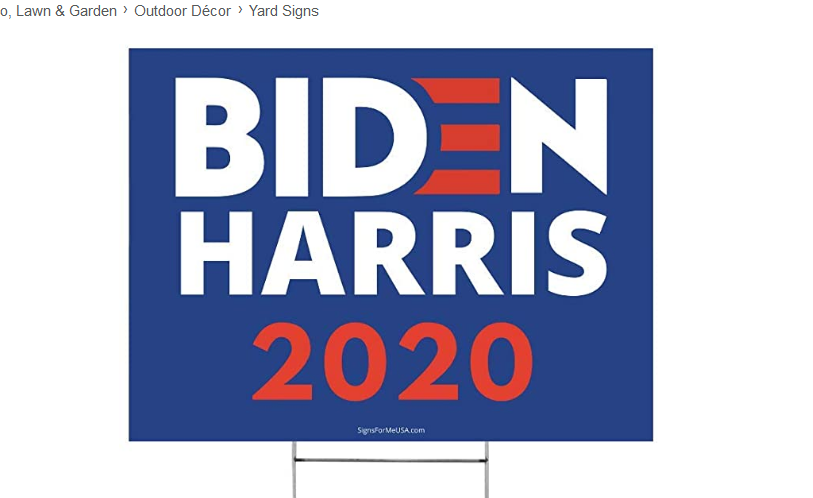 o, Lawn & Garden › Outdoor Décor › Yard Signs
BIDEN
HARRIS
2020
SignsForMeUSA.com